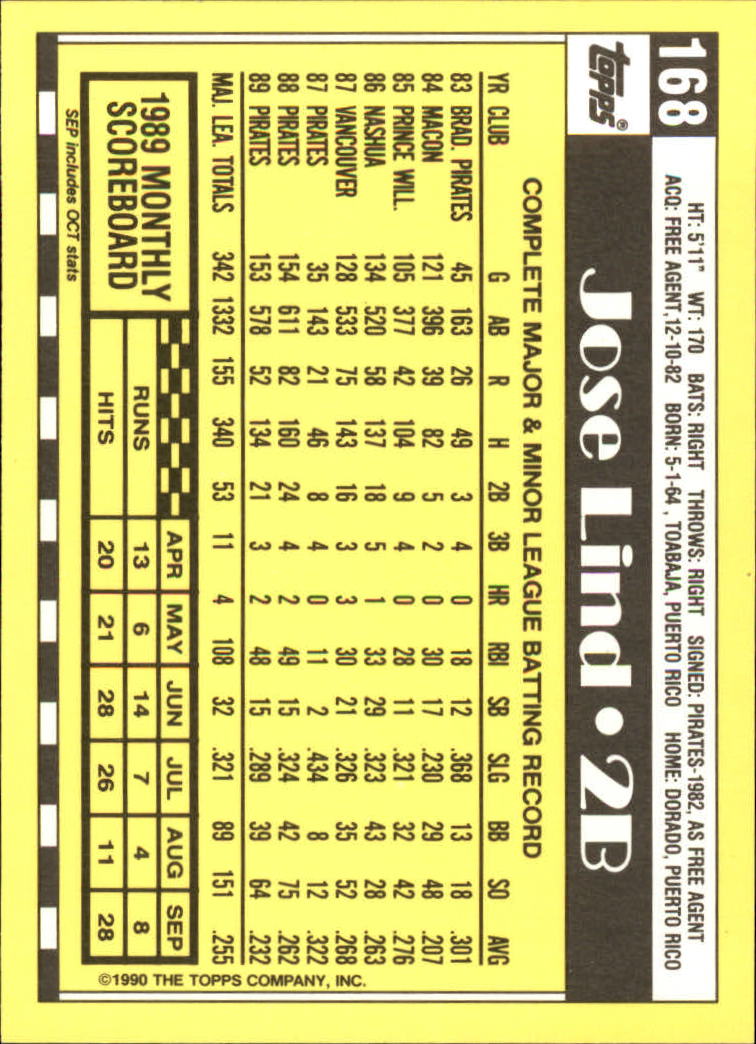 168
HT: 5'11" WT: 170 BATS: RIGHT THROWS: RIGHT SIGNED: PIRATES-1982, AS FREE AGENT
ACQ: FREE AGENT, 12-10-82 BORN: 5-1-64, TOABAJA, PUERTO RICO HOME: DORADO, PUERTO RICO
topps®
Jose Lind • 2B
COMPLETE MAJOR & MINOR LEAGUE BATTING RECORD
YR CLUB G AB R H 2B 3B HR RBI SB SLG BB SO AVG
83 BRAD. PIRATES 45 163 26 49 3 4 0 18 12 .368 13 18 .301
84 MACON 121 396 39 82 5 2 0 30 17 .230 29 48 .207
85 PRINCE WILL. 105 377 42 104 9 4 0 28 11 .321 32 42 .276
86 NASHUA 134 520 58 137 18 5 1 33 29 .323 43 28 .263
87 VANCOUVER 128 533 75 143 16 3 3 30 21 .326 35 52 .268
87 PIRATES 35 143 21 46 8 4 0 11 2 .434 8 12 .322
88 PIRATES 154 611 82 160 24 4 2 49 15 .324 42 75 .262
89 PIRATES 153 578 52 134 21 3 2 48 15 .289 39 64 .232
MAJ. LEA. TOTALS 342 1332 155 340 53 11 4 108 32 .321 89 151 .255
1989 MONTHLY
SCOREBOARD
APR MAY JUN JUL AUG SEP
RUNS 13 6 14 7 4 8
HITS 20 21 28 26 11 28
SEP includes OCT stats
©1990 THE TOPPS COMPANY, INC.